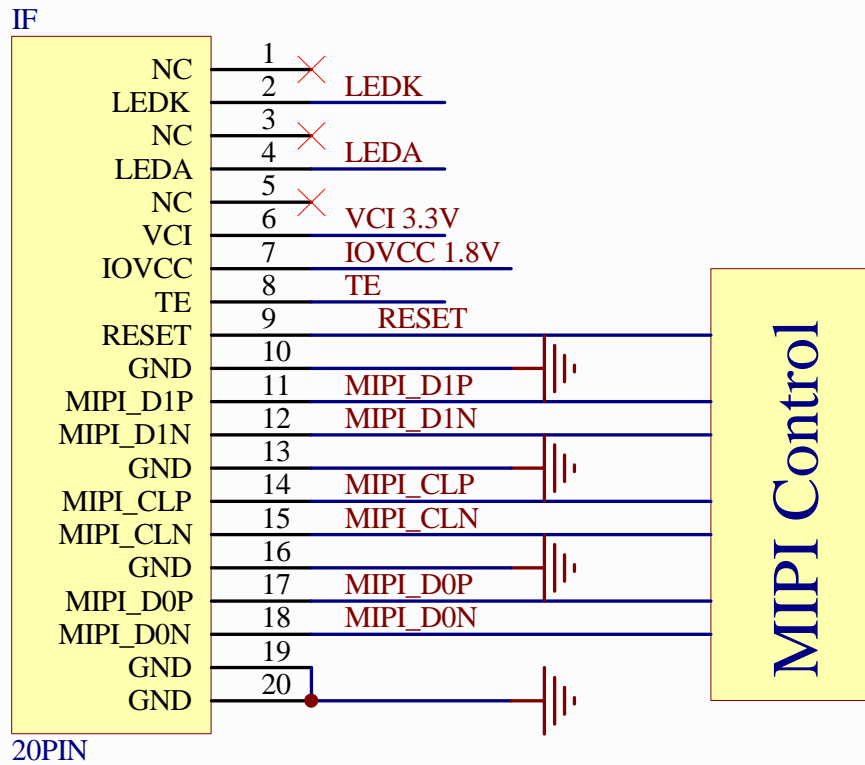 IF
NC 1
LEDK 2 LEDK
NC 3
LEDA 4 LEDA
NC 5
VCI 6 VCI 3.3V
IOVCC 7 IOVCC 1.8V
TE 8 TE
RESET 9 RESET
GND 10
MIPI_D1P 11 MIPI_D1P
MIPI_D1N 12 MIPI_D1N
GND 13
MIPI_CLP 14 MIPI_CLP
MIPI_CLN 15 MIPI_CLN
GND 16
MIPI_D0P 17 MIPI_D0P
MIPI_D0N 18 MIPI_D0N
GND 19
GND 20
20PIN
MIPI Control